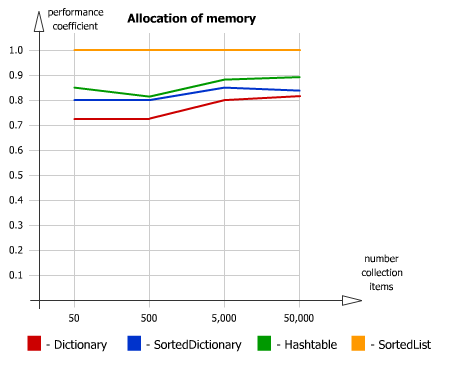 performance
coefficient
Allocation of memory
1.0
0.9
0.8
0.7
0.6
0.5
0.4
0.3
0.2
0.1
number
collection
items
50 500 5,000 50,000
- Dictionary - SortedDictionary - Hashtable - SortedList